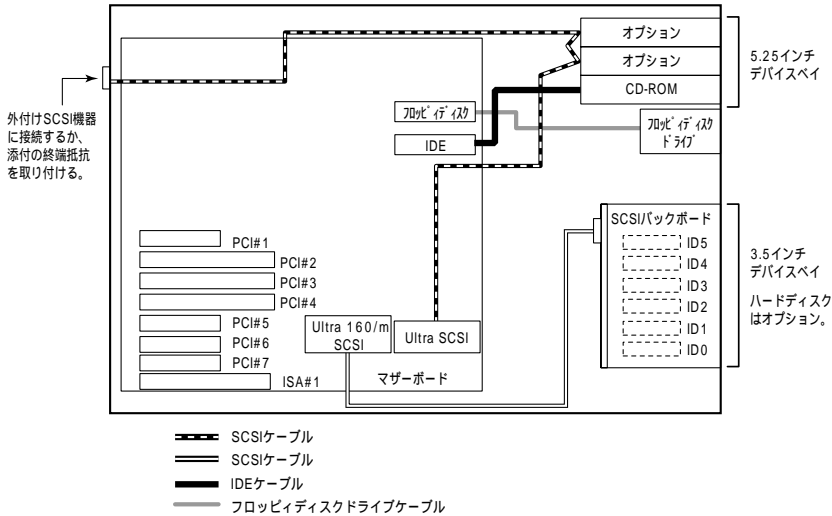 オプション
オプション
CD-ROM
5.25インチ
デバイスベイ
外付けSCSI機器
に接続するか、
添付の終端抵抗
を取り付ける。
フロッピィディスク
IDE
フロッピィディスク
ドライブ
SCSIバックボード
ID5
ID4
ID3
ID2
ID1
ID0
3.5インチ
デバイスベイ
ハードディスク
はオプション。
PCI#1
PCI#2
PCI#3
PCI#4
PCI#5
PCI#6
PCI#7
ISA#1
Ultra 160/m
SCSI
Ultra SCSI
マザーボード
SCSIケーブル
SCSIケーブル
IDEケーブル
フロッピィディスクドライブケーブル